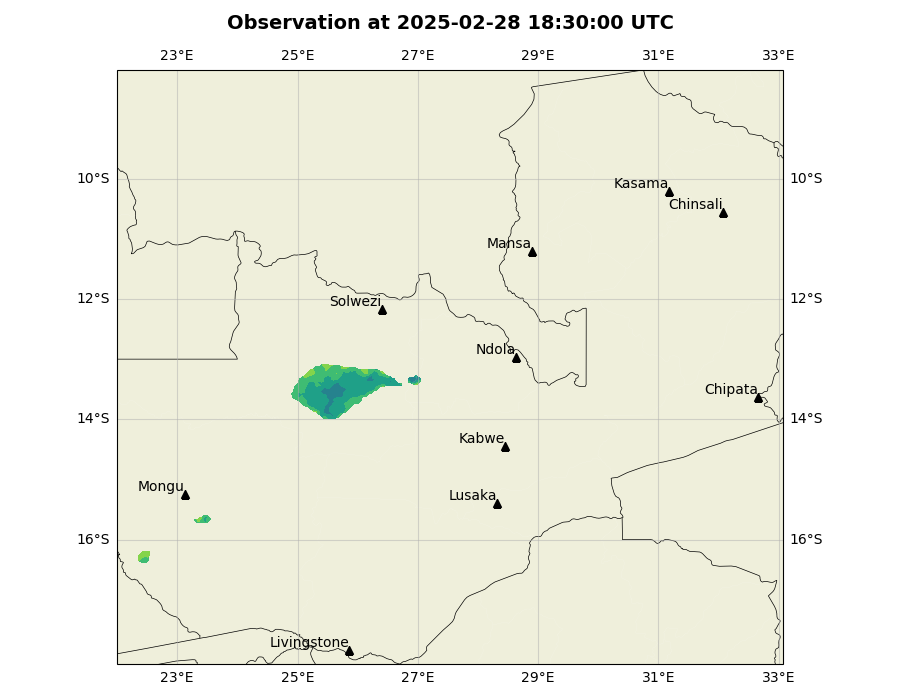 Observation at 2025-02-28 18:30:00 UTC
23°E 25°E 27°E 29°E 31°E 33°E
10°S 10°S
Kasama
Chinsali
Mansa
12°S 12°S
Solwezi
Ndola
Chipata
14°S 14°S
Kabwe
Mongu
Lusaka
16°S 16°S
Livingstone
23°E 25°E 27°E 29°E 31°E 33°E